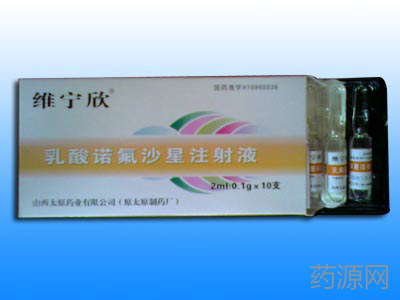 国药准字H10960339
维宁欣®
乳酸诺氟沙星注射液
2ml:0.1g×10支
山西太原药业有限公司（原太原制药厂）
药源网